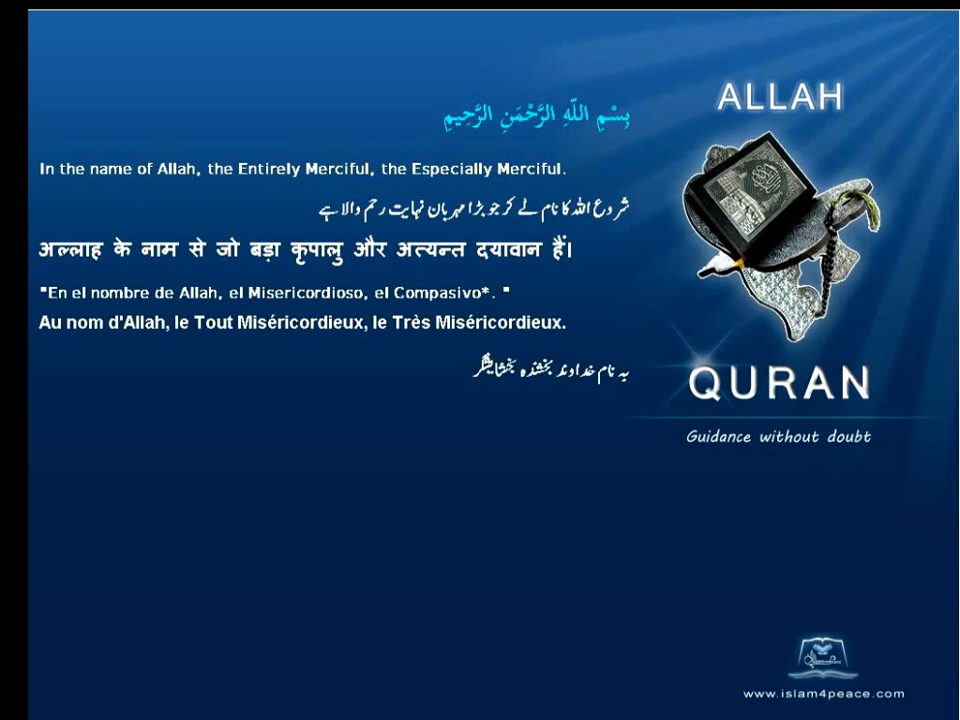 بِسْمِ اللَّهِ الرَّحْمَنِ الرَّحِيمِ
In the name of Allah, the Entirely Merciful, the Especially Merciful.
شروع اللہ کا نام لے کر جو بڑا مہربان نہایت رحم والا ہے
अल्लाह के नाम से जो बड़ा कृपालु और अत्यन्त दयावान हैं।
"En el nombre de Allah, el Misericordioso, el Compasivo*. "
Au nom d'Allah, le Tout Miséricordieux, le Très Miséricordieux.
به نام خداوند بخشنده بخشایشگر
ALLAH
QURAN
Guidance without doubt
www.islam4peace.com